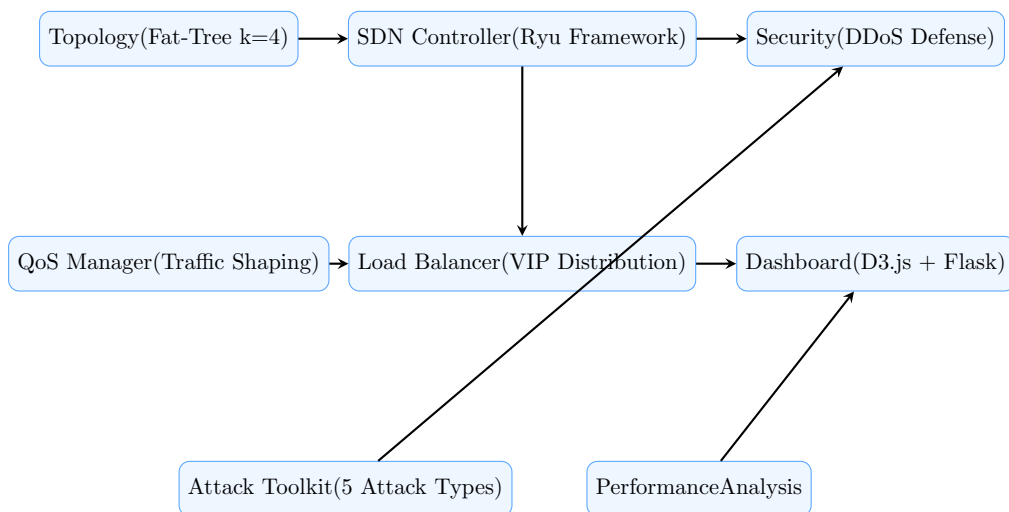 Topology(Fat-Tree k=4)
SDN Controller(Ryu Framework)
Security(DDoS Defense)
QoS Manager(Traffic Shaping)
Load Balancer(VIP Distribution)
Dashboard(D3.js + Flask)
Attack Toolkit(5 Attack Types)
PerformanceAnalysis